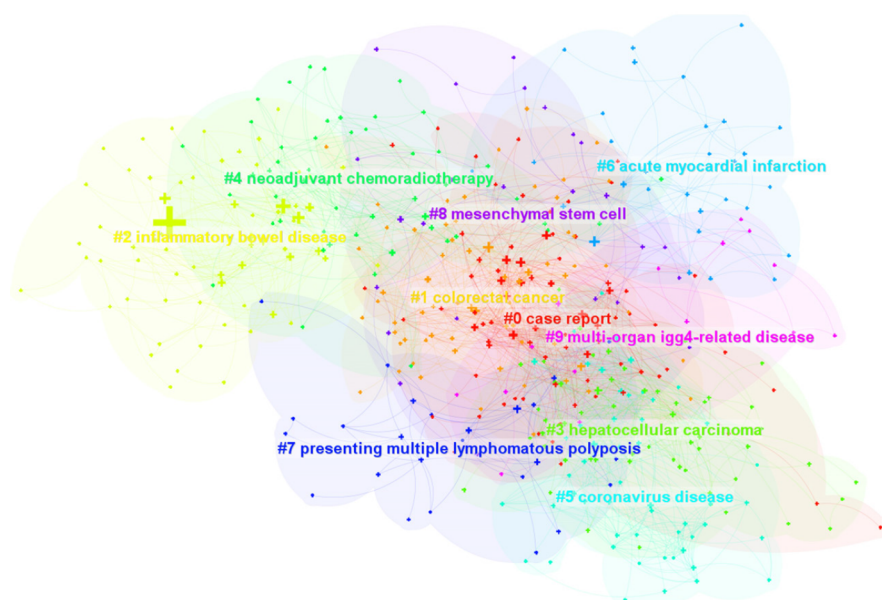 #6 acute myocardial infarction
#4 neoadjuvant chemoradiotherapy
#8 mesenchymal stem cell
#2 inflammatory bowel disease
#1 colorectal cancer
#0 case report
#9 multi-organ igg4-related disease
#3 hepatocellular carcinoma
#7 presenting multiple lymphomatous polyposis
#5 coronavirus disease